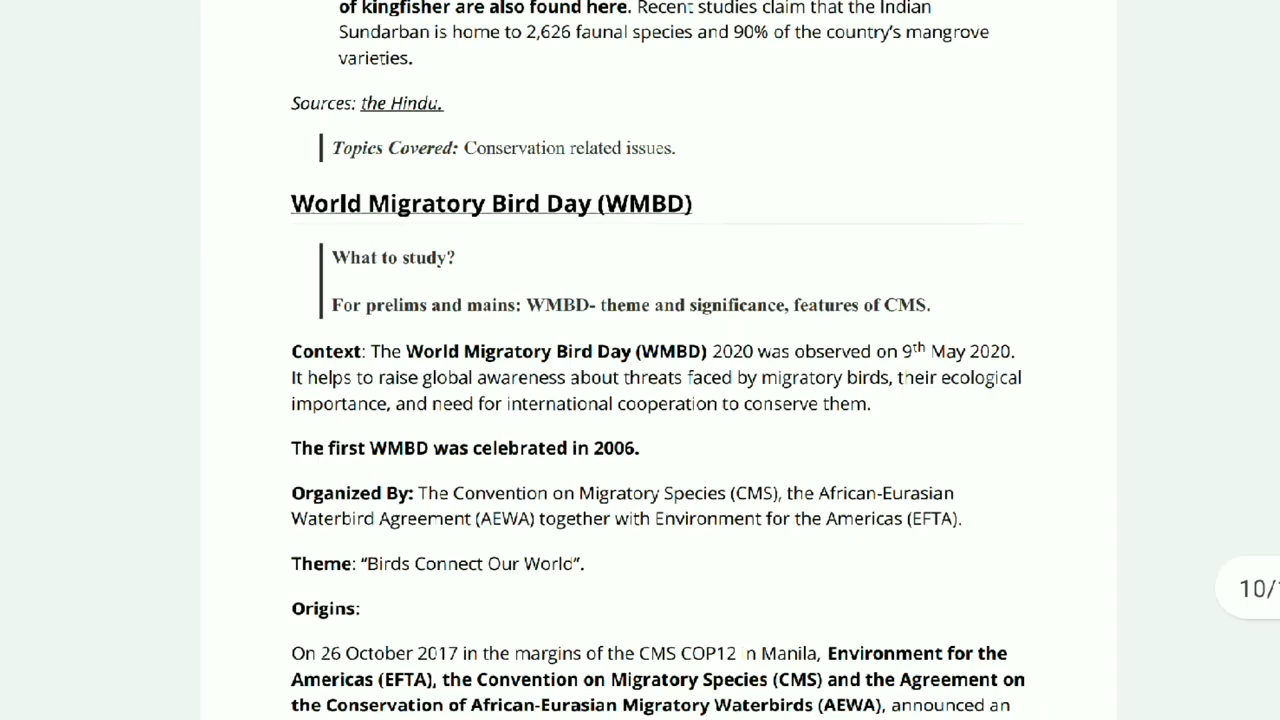 of kingfisher are also found here. Recent studies claim that the Indian
Sundarban is home to 2,626 faunal species and 90% of the country's mangrove
varieties.
Sources: the Hindu.
Topics Covered: Conservation related issues.
World Migratory Bird Day (WMBD)
What to study?
For prelims and mains: WMBD- theme and significance, features of CMS.
Context: The World Migratory Bird Day (WMBD) 2020 was observed on 9th May 2020.
It helps to raise global awareness about threats faced by migratory birds, their ecological
importance, and need for international cooperation to conserve them.
The first WMBD was celebrated in 2006.
Organized By: The Convention on Migratory Species (CMS), the African-Eurasian
Waterbird Agreement (AEWA) together with Environment for the Americas (EFTA).
Theme: “Birds Connect Our World”.
Origins:
On 26 October 2017 in the margins of the CMS COP12 in Manila, Environment for the
Americas (EFTA), the Convention on Migratory Species (CMS) and the Agreement on
the Conservation of African-Eurasian Migratory Waterbirds (AEWA), announced an
10/